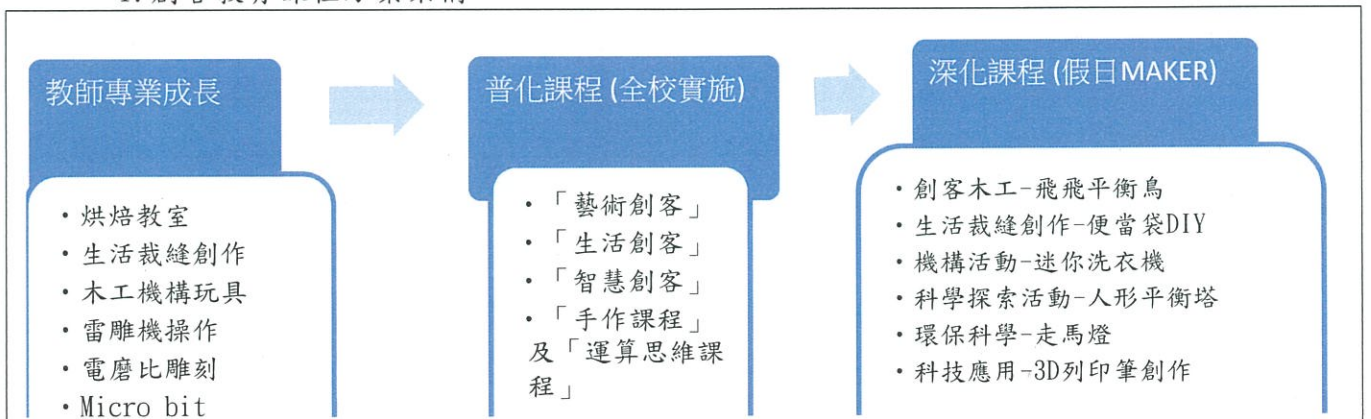 教師專業成長
・烘焙教室
・生活裁縫創作
・木工機構玩具
・雷雕機操作
・電磨比雕刻
・Micro bit
普化課程 (全校實施)
・「藝術創客」
・「生活創客」
・「智慧創客」
・「手作課程」
及「運算思維課
程」
深化課程 (假日MAKER)
・創客木工-飛飛平衡鳥
・生活裁縫創作-便當袋DIY
・機構活動-迷你洗衣機
・科學探索活動-人形平衡塔
・環保科學-走馬燈
・科技應用-3D列印筆創作